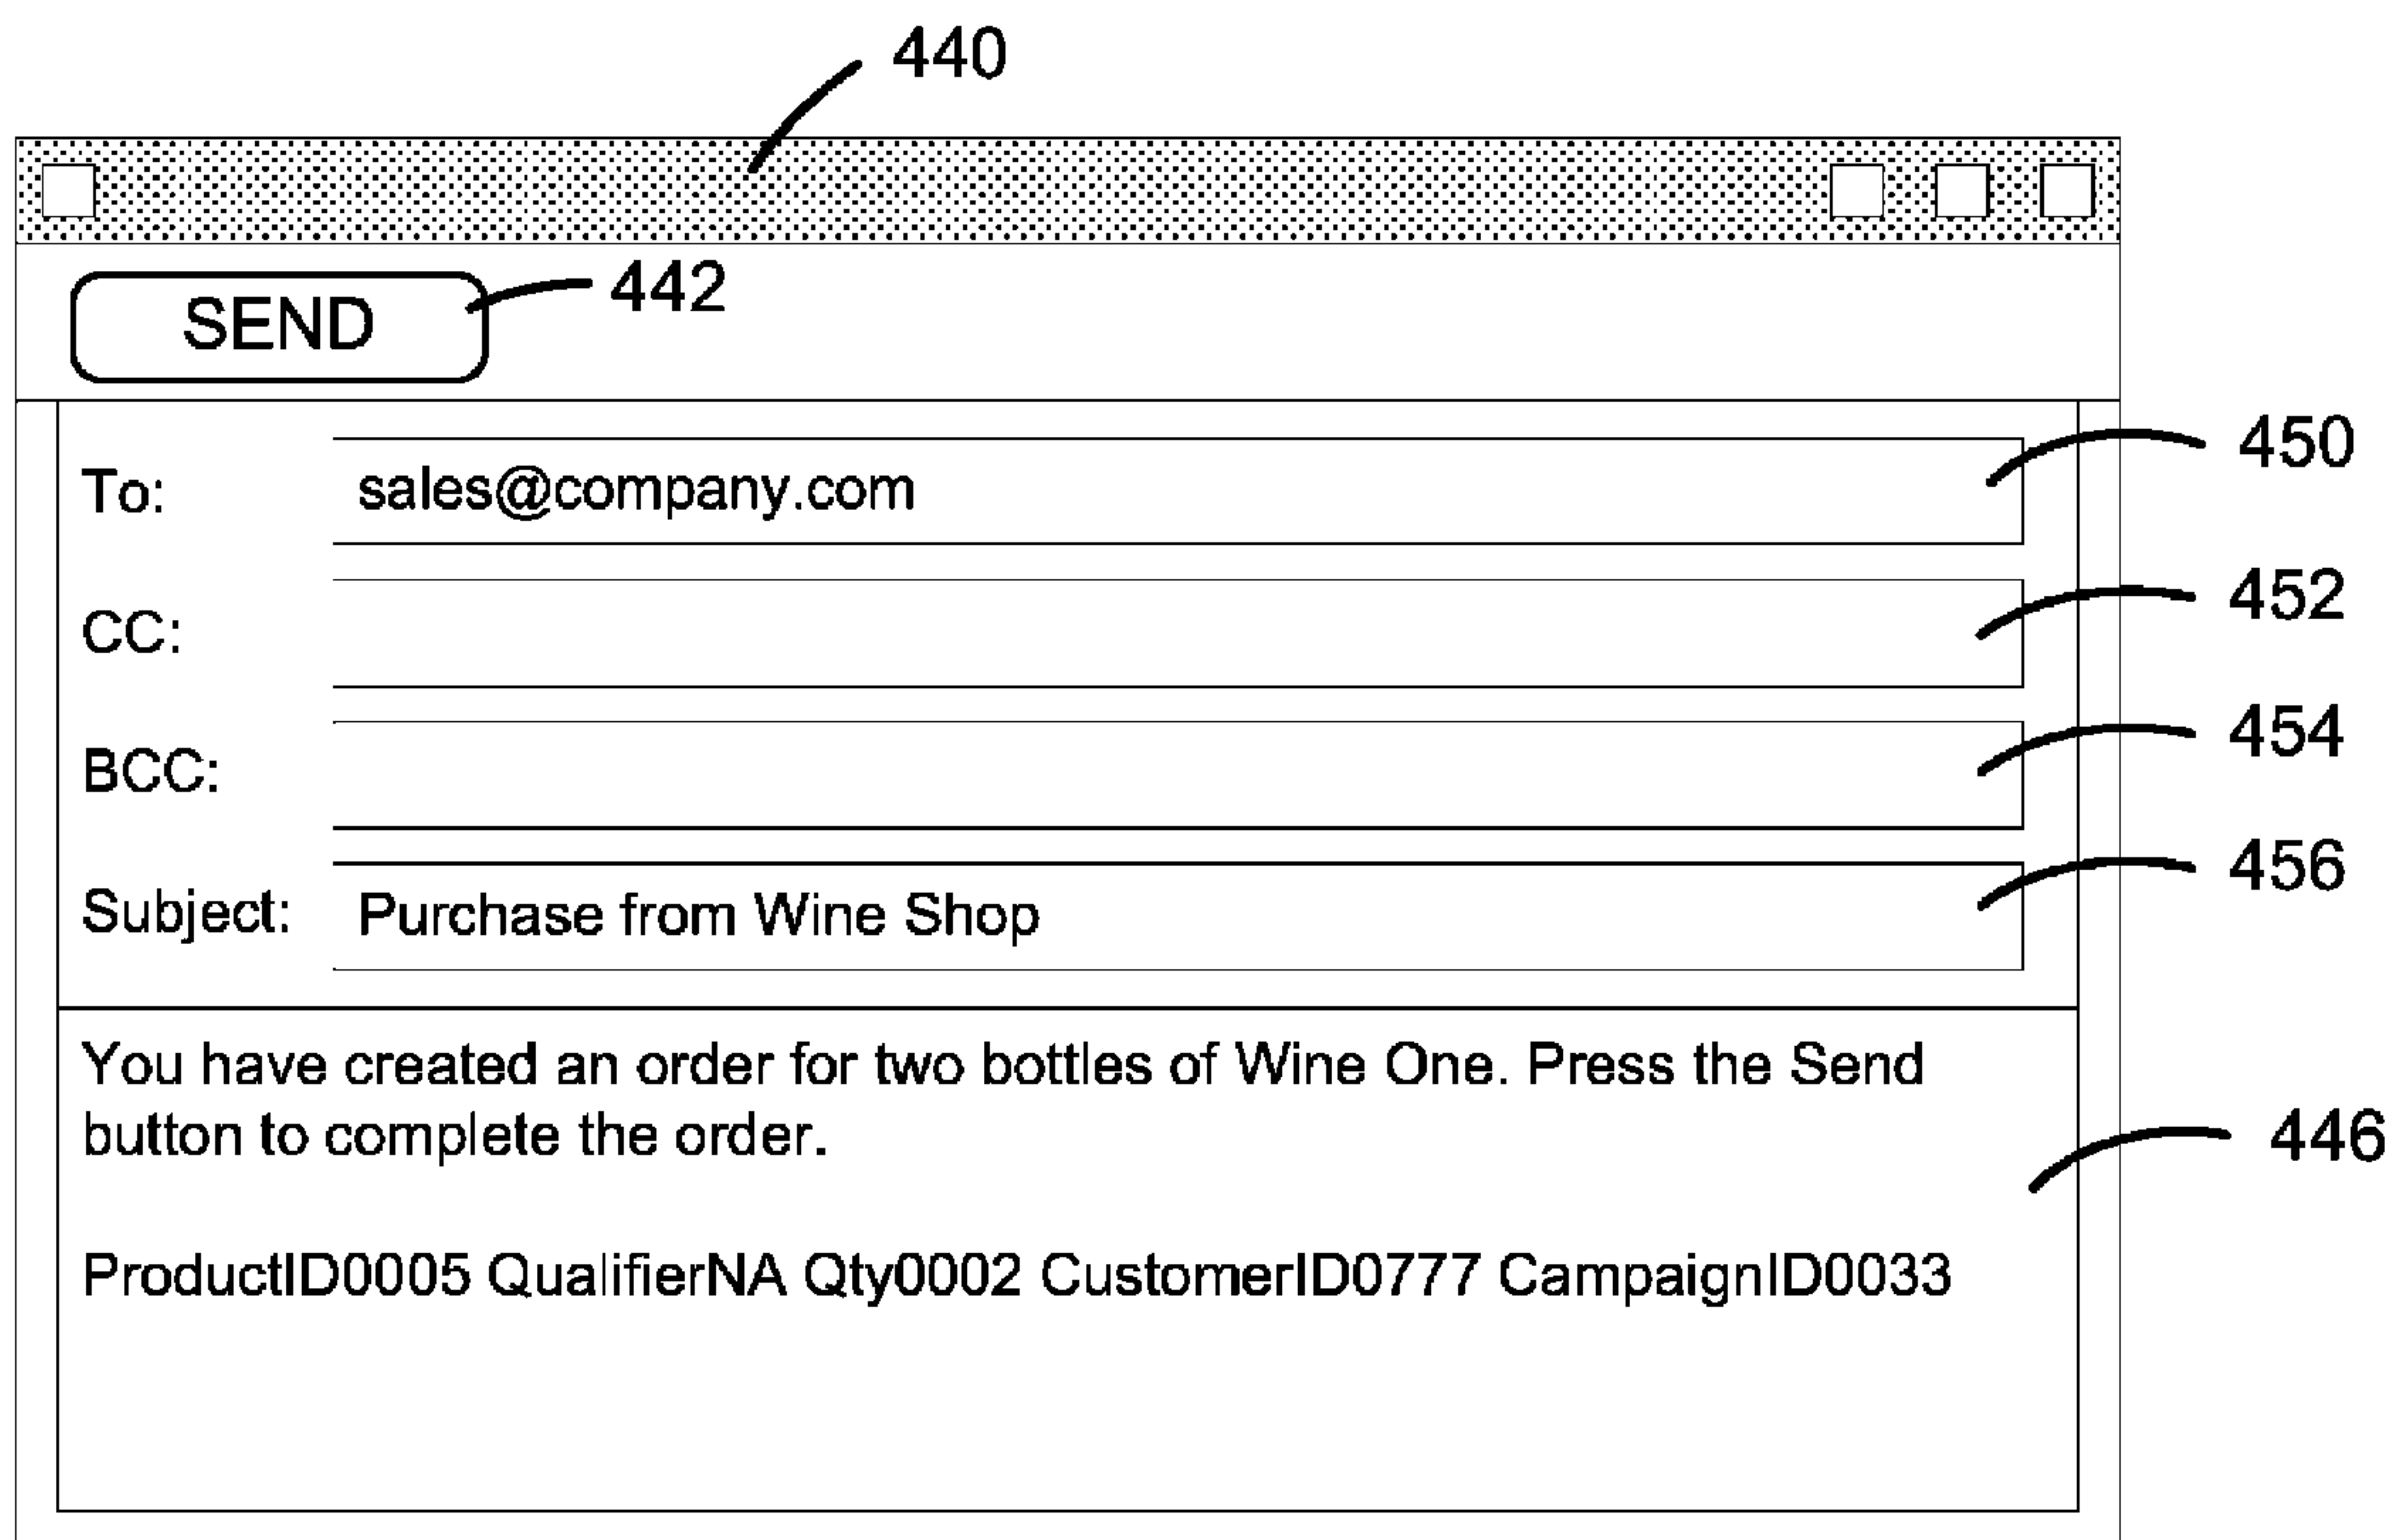 440
SEND 442
To: sales@company.com 450
CC: 452
BCC: 454
Subject: Purchase from Wine Shop 456
You have created an order for two bottles of Wine One. Press the Send
button to complete the order.
446
ProductID0005 QualifierNA Qty0002 CustomerID0777 CampaignID0033